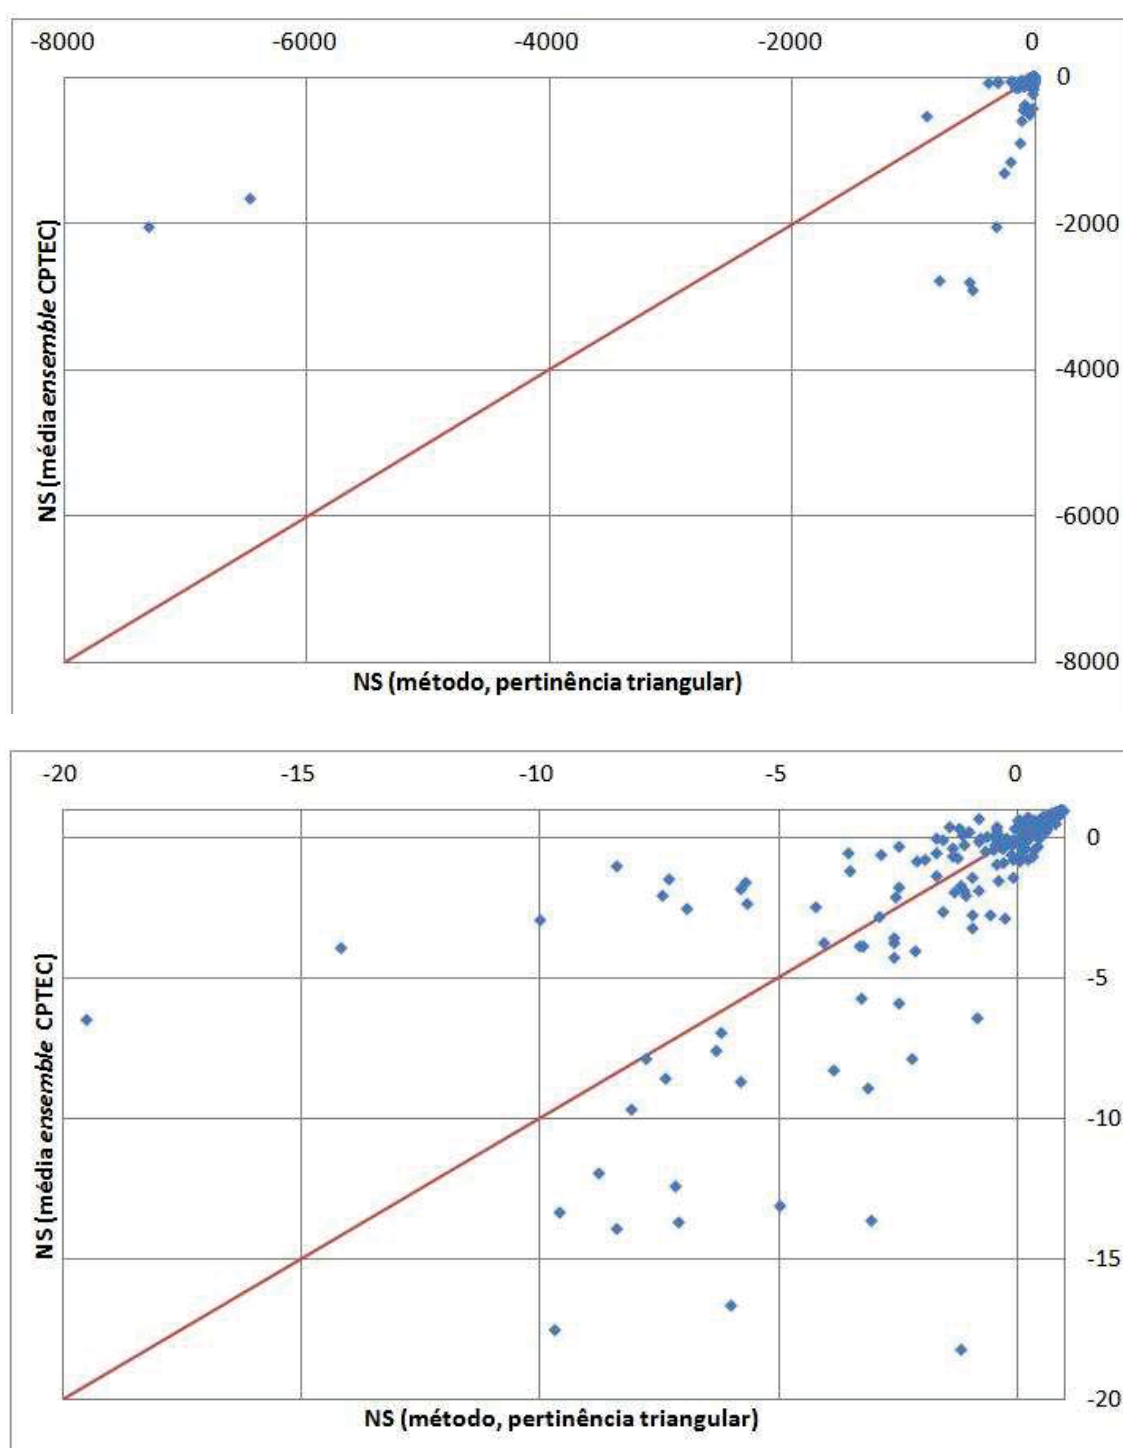 -8000 -6000 -4000 -2000 0
0
-2000
-4000
-6000
-8000
NS (média ensemble CPTEC)
NS (método, pertinência triangular)
-20 -15 -10 -5 0
0
-5
-10
-15
-20
NS (média ensemble CPTEC)
NS (método, pertinência triangular)